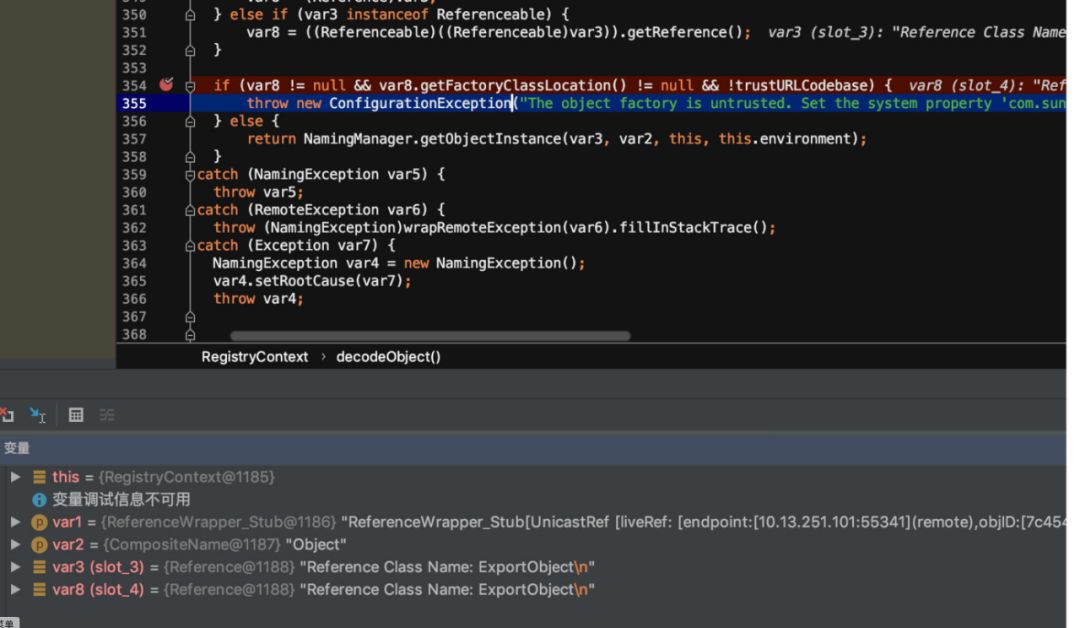 350 } else if (var3 instanceof Referenceable) {
351 var8 = ((Referenceable)((Referenceable)var3)).getReference(); var3 (slot_3): "Reference Class Name
352 }
353
354 if (var8 != null && var8.getFactoryClassLocation() != null && !trustURLCodebase) { var8 (slot_4): "Ref
355 throw new ConfigurationException("The object factory is untrusted. Set the system property 'com.sun
356 } else {
357 return NamingManager.getObjectInstance(var3, var2, this, this.environment);
358 }
359 catch (NamingException var5) {
360 throw var5;
361 catch (RemoteException var6) {
362 throw (NamingException)wrapRemoteException(var6).fillInStackTrace();
363 catch (Exception var7) {
364 NamingException var4 = new NamingException();
365 var4.setRootCause(var7);
366 throw var4;
367
368
RegistryContext › decodeObject()
变量
this = {RegistryContext@1185}
变量调试信息不可用
var1 = {ReferenceWrapper_Stub@1186} "ReferenceWrapper_Stub[UnicastRef [liveRef: [endpoint:[10.13.251.101:55341](remote),objID:[7c454
var2 = {CompositeName@1187} "Object"
var3 (slot_3) = {Reference@1188} "Reference Class Name: ExportObject\n"
var8 (slot_4) = {Reference@1188} "Reference Class Name: ExportObject\n"
菜单